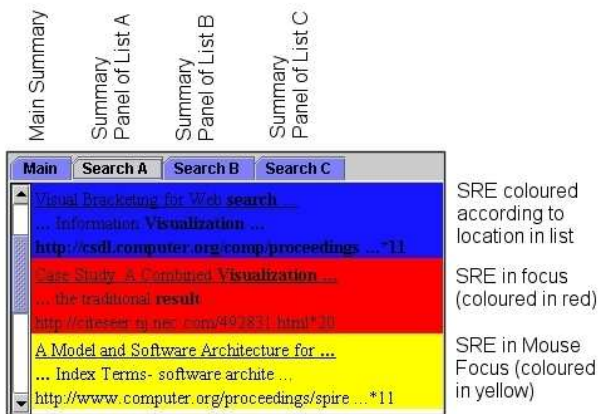 Main Summary
Summary
Panel of List A
Summary
Panel of List B
Summary
Panel of List C
Main Search A Search B Search C
Visual Bracketing for Web search ...
... Information Visualization ...
http://csdl.computer.org/comp/proceedings ...*11
Case Study. A Combined Visualization ...
... the traditional result
http://citeseer.nj.nec.com/492831.html*20
A Model and Software Architecture for ...
... Index Terms- software archite ...
http://www.computer.org/proceedings/spire ...*11
SRE coloured
according to
location in list
SRE in focus
(coloured in red)
SRE in Mouse
Focus (coloured
in yellow)